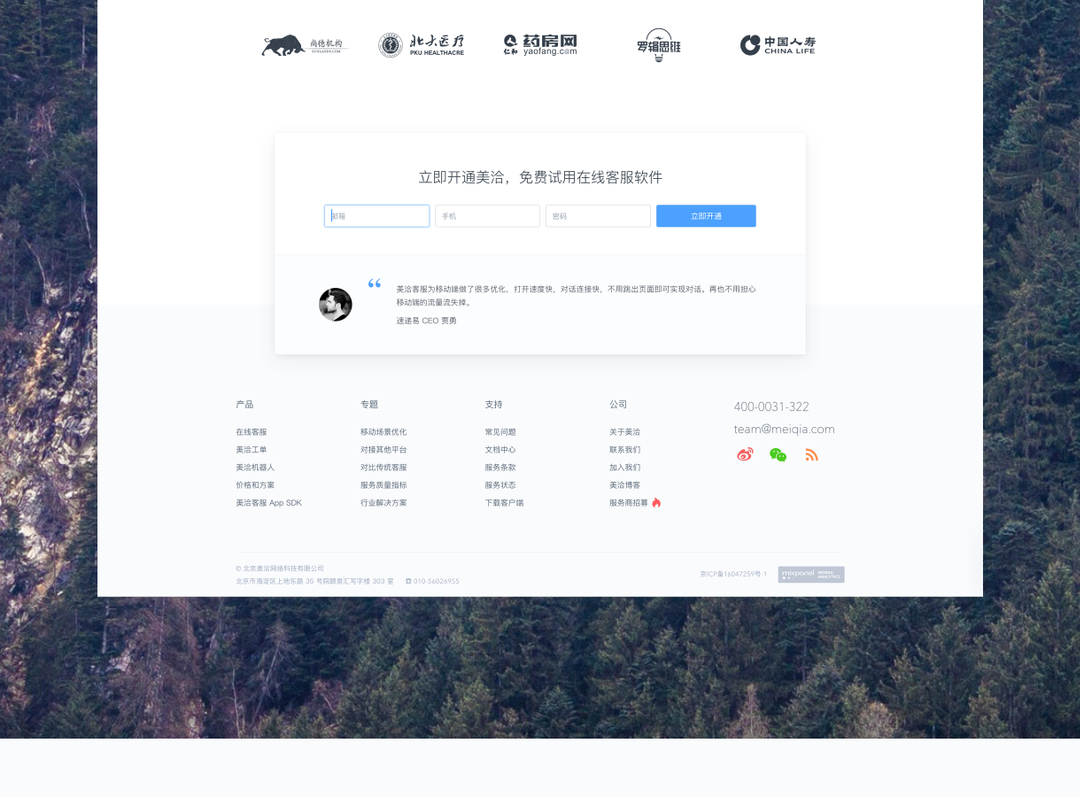 尚德机构
北大医疗
PKU HEALTHCARE
仁和
药房网
yaofang.com
罗辑思维
中国人寿
CHINA LIFE
立即开通美洽，免费试用在线客服软件
邮箱
手机
密码
立即开通
美洽客服为移动端做了很多优化，打开速度快，对话连接快，不用跳出页面即可实现对话。再也不用担心
移动端的流量流失掉。
速递易 CEO 贾勇
产品
在线客服
美洽工单
美洽机器人
价格和方案
美洽客服 App SDK
专题
移动场景优化
对接其他平台
对比传统客服
服务质量指标
行业解决方案
支持
常见问题
文档中心
服务条款
服务状态
下载客户端
公司
关于美洽
联系我们
加入我们
美洽博客
服务商招募
400-0031-322
team@meiqia.com
© 北京美洽网络科技有限公司
北京市海淀区上地东路 35 号院颐泉汇写字楼 303 室 ☎ 010-56026955
京ICP备16047259号-1
mixpanel
MOBILE
ANALYTICS